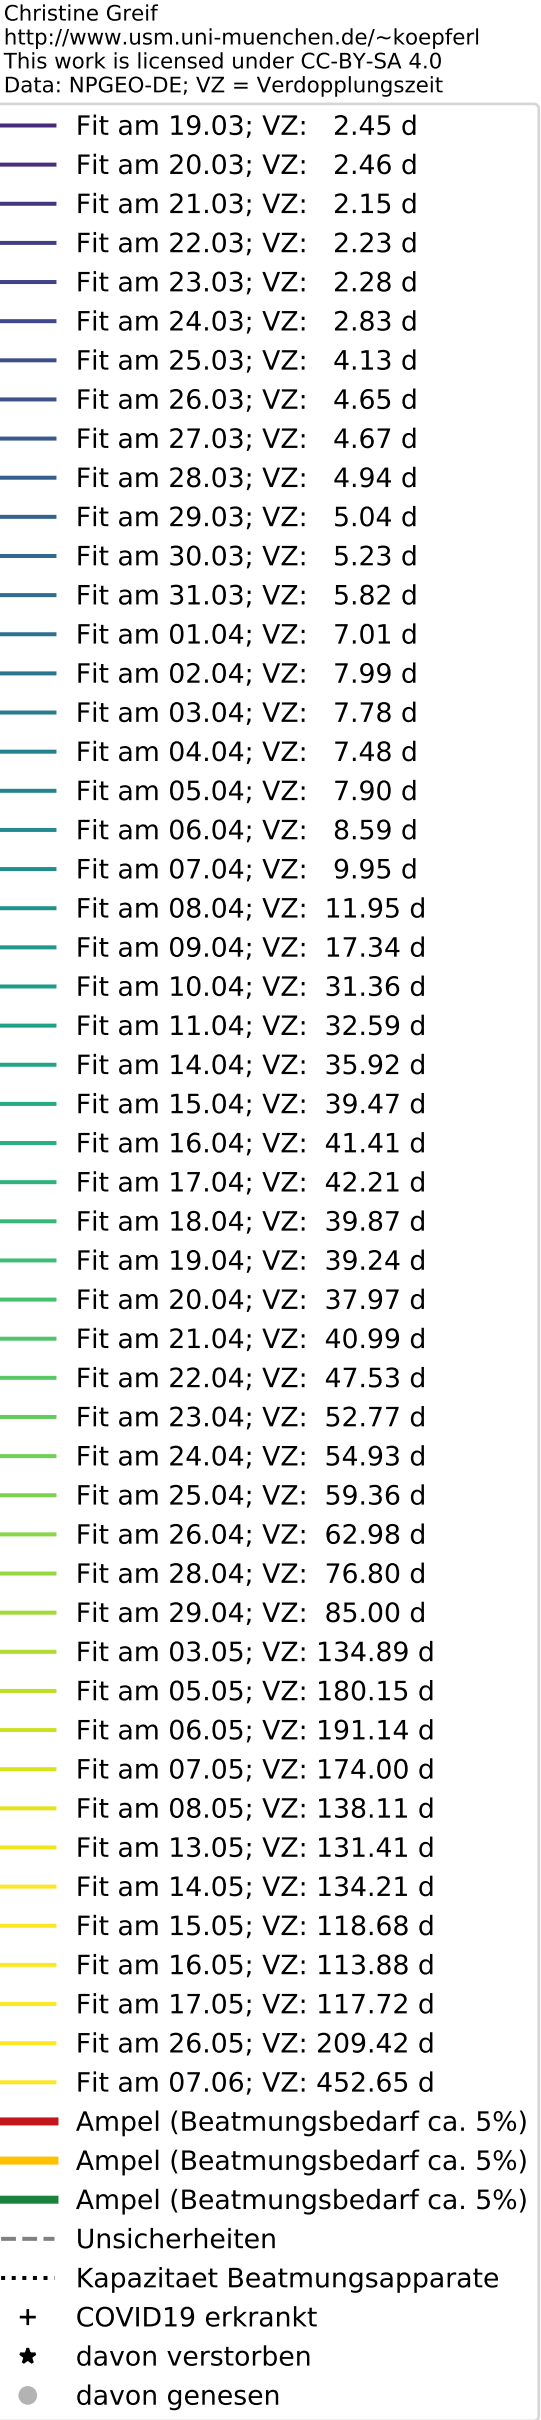 Christine Greif
http://www.usm.uni-muenchen.de/~koepferl
This work is licensed under CC-BY-SA 4.0
Data: NPGEO-DE; VZ = Verdopplungszeit
Fit am 19.03; VZ: 2.45 d
Fit am 20.03; VZ: 2.46 d
Fit am 21.03; VZ: 2.15 d
Fit am 22.03; VZ: 2.23 d
Fit am 23.03; VZ: 2.28 d
Fit am 24.03; VZ: 2.83 d
Fit am 25.03; VZ: 4.13 d
Fit am 26.03; VZ: 4.65 d
Fit am 27.03; VZ: 4.67 d
Fit am 28.03; VZ: 4.94 d
Fit am 29.03; VZ: 5.04 d
Fit am 30.03; VZ: 5.23 d
Fit am 31.03; VZ: 5.82 d
Fit am 01.04; VZ: 7.01 d
Fit am 02.04; VZ: 7.99 d
Fit am 03.04; VZ: 7.78 d
Fit am 04.04; VZ: 7.48 d
Fit am 05.04; VZ: 7.90 d
Fit am 06.04; VZ: 8.59 d
Fit am 07.04; VZ: 9.95 d
Fit am 08.04; VZ: 11.95 d
Fit am 09.04; VZ: 17.34 d
Fit am 10.04; VZ: 31.36 d
Fit am 11.04; VZ: 32.59 d
Fit am 14.04; VZ: 35.92 d
Fit am 15.04; VZ: 39.47 d
Fit am 16.04; VZ: 41.41 d
Fit am 17.04; VZ: 42.21 d
Fit am 18.04; VZ: 39.87 d
Fit am 19.04; VZ: 39.24 d
Fit am 20.04; VZ: 37.97 d
Fit am 21.04; VZ: 40.99 d
Fit am 22.04; VZ: 47.53 d
Fit am 23.04; VZ: 52.77 d
Fit am 24.04; VZ: 54.93 d
Fit am 25.04; VZ: 59.36 d
Fit am 26.04; VZ: 62.98 d
Fit am 28.04; VZ: 76.80 d
Fit am 29.04; VZ: 85.00 d
Fit am 03.05; VZ: 134.89 d
Fit am 05.05; VZ: 180.15 d
Fit am 06.05; VZ: 191.14 d
Fit am 07.05; VZ: 174.00 d
Fit am 08.05; VZ: 138.11 d
Fit am 13.05; VZ: 131.41 d
Fit am 14.05; VZ: 134.21 d
Fit am 15.05; VZ: 118.68 d
Fit am 16.05; VZ: 113.88 d
Fit am 17.05; VZ: 117.72 d
Fit am 26.05; VZ: 209.42 d
Fit am 07.06; VZ: 452.65 d
Ampel (Beatmungsbedarf ca. 5%)
Ampel (Beatmungsbedarf ca. 5%)
Ampel (Beatmungsbedarf ca. 5%)
Unsicherheiten
Kapazitaet Beatmungsapparate
COVID19 erkrankt
davon verstorben
davon genesen